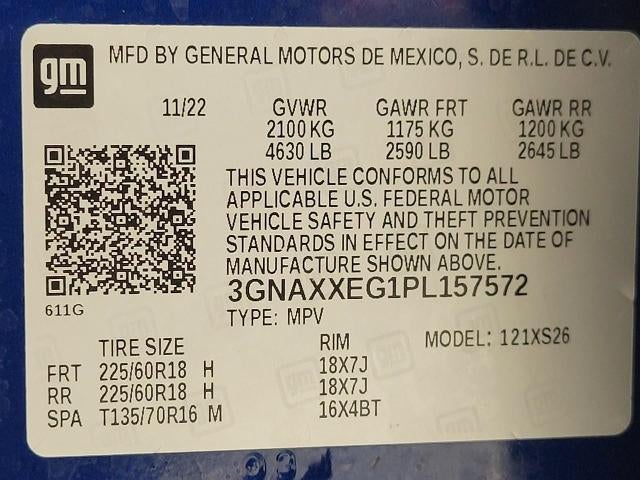 gm
MFD BY GENERAL MOTORS DE MEXICO, S. DE R.L. DE C.V.
11/22 GVWR GAWR FRT GAWR RR
2100 KG 1175 KG 1200 KG
4630 LB 2590 LB 2645 LB
THIS VEHICLE CONFORMS TO ALL
APPLICABLE U.S. FEDERAL MOTOR
VEHICLE SAFETY AND THEFT PREVENTION
STANDARDS IN EFFECT ON THE DATE OF
MANUFACTURE SHOWN ABOVE.
3GNAXXEG1PL157572
611G
TYPE: MPV
TIRE SIZE RIM MODEL: 121XS26
FRT 225/60R18 H 18X7J
RR 225/60R18 H 18X7J
SPA T135/70R16 M 16X4BT